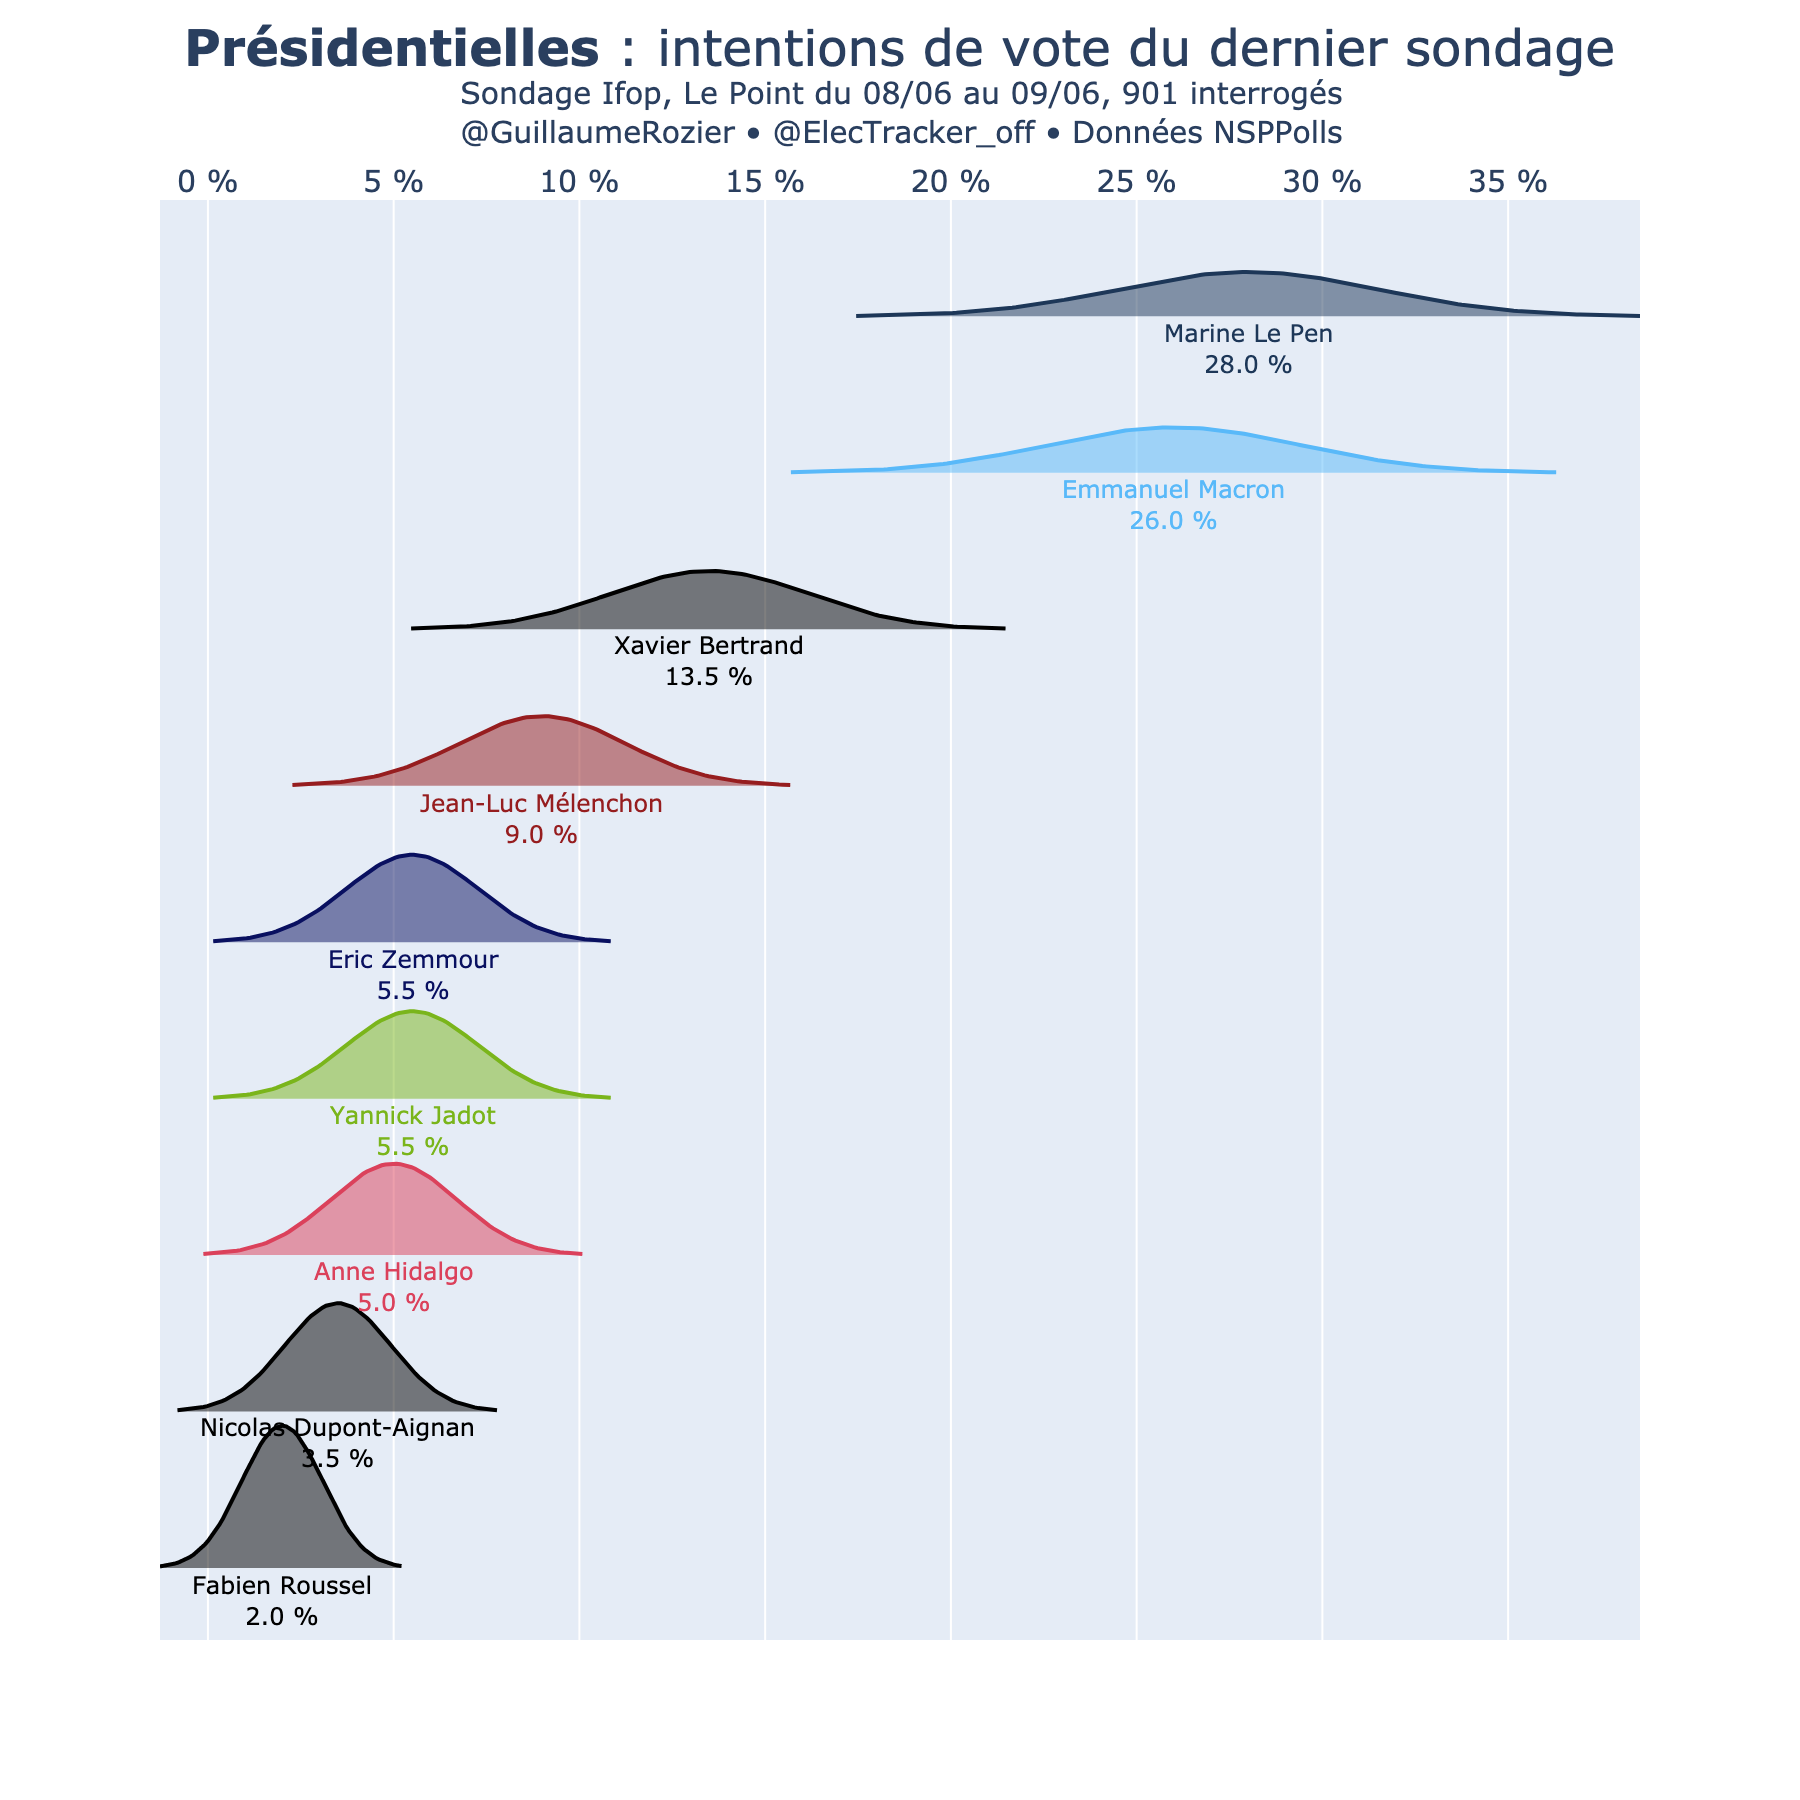 Présidentielles : intentions de vote du dernier sondage
Sondage Ifop, Le Point du 08/06 au 09/06, 901 interrogés
@GuillaumeRozier • @ElecTracker_off • Données NSPPolls
0 % 5 % 10 % 15 % 20 % 25 % 30 % 35 %
Marine Le Pen
28.0 %
Emmanuel Macron
26.0 %
Xavier Bertrand
13.5 %
Jean-Luc Mélenchon
9.0 %
Eric Zemmour
5.5 %
Yannick Jadot
5.5 %
Anne Hidalgo
5.0 %
Nicolas Dupont-Aignan
3.5 %
Fabien Roussel
2.0 %